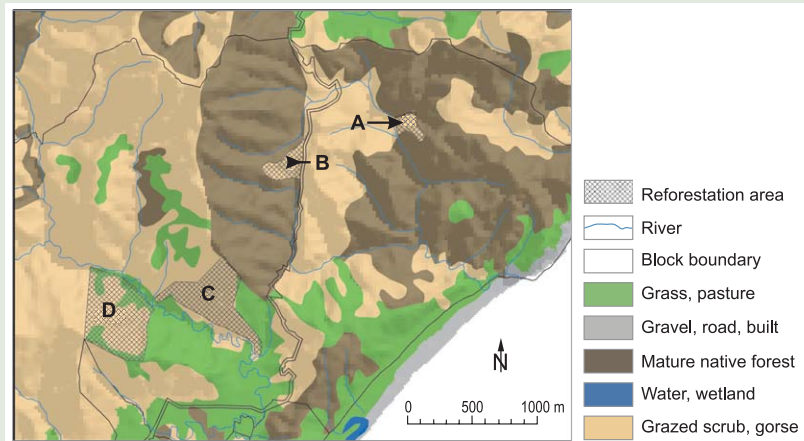 A
B
C
D
N
0 500 1000 m
Reforestation area
River
Block boundary
Grass, pasture
Gravel, road, built
Mature native forest
Water, wetland
Grazed scrub, gorse